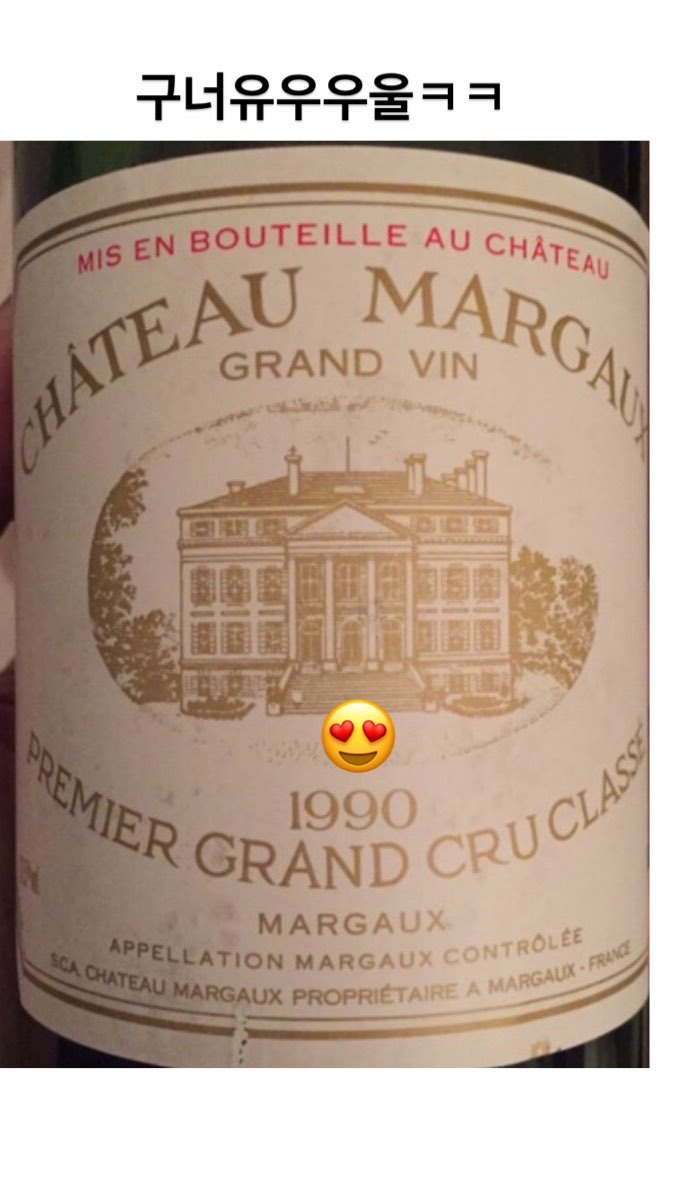 구너유우우울ㅋㅋ
MIS EN BOUTEILLE AU CHÂTEAU
CHÂTEAU MARGAUX
GRAND VIN
1990
PREMIER GRAND CRU CLASSÉ
MARGAUX
APPELLATION MARGAUX CONTRÔLÉE
S.C.A. CHATEAU MARGAUX PROPRIÉTAIRE A MARGAUX - FRANCE